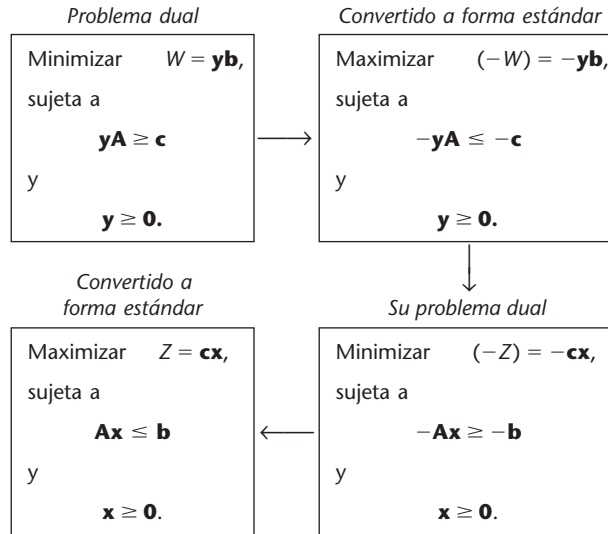 Problema dual
Minimizar W = yb,
sujeta a
yA ≥ c
y
y ≥ 0.
Convertido a forma estándar
Maximizar (−W) = −yb,
sujeta a
−yA ≤ −c
y
y ≥ 0.
Su problema dual
Minimizar (−Z) = −cx,
sujeta a
−Ax ≥ −b
y
x ≥ 0.
Convertido a
forma estándar
Maximizar Z = cx,
sujeta a
Ax ≤ b
y
x ≥ 0.